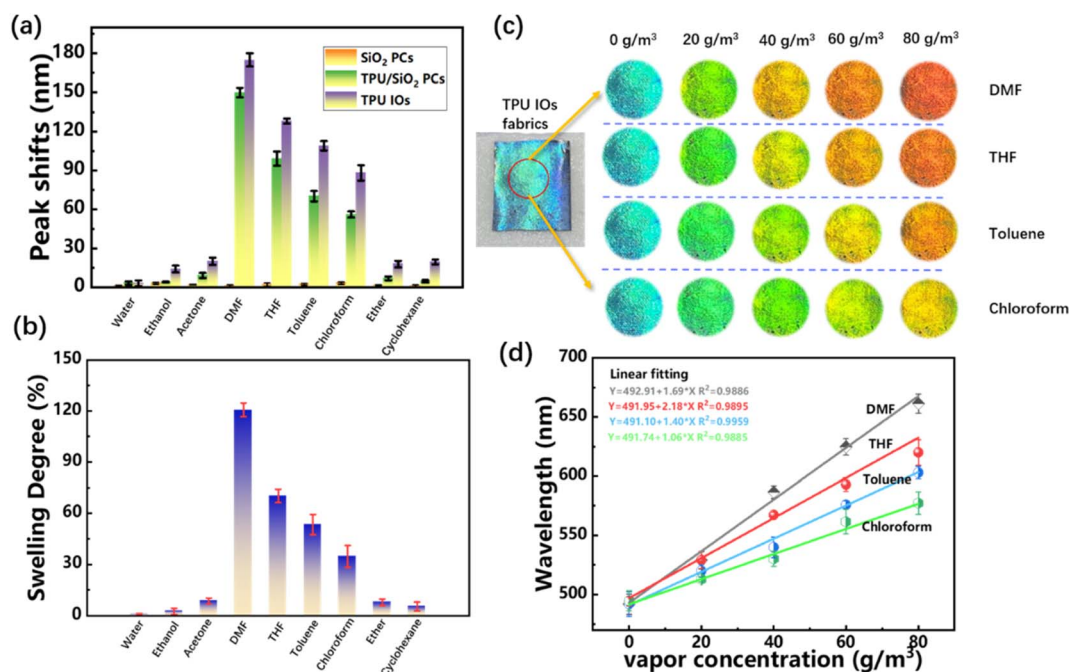 (a)
Peak shifts (nm)
180
150
120
90
60
30
0
SiO₂ PCs
TPU/SiO₂ PCs
TPU IOs
Water
Ethanol
Acetone
DMF
THF
Toluene
Chloroform
Ether
Cyclohexane
(b)
Swelling Degree (%)
150
120
90
60
30
0
Water
Ethanol
Acetone
DMF
THF
Toluene
Chloroform
Ether
Cyclohexane
(c)
0 g/m³ 20 g/m³ 40 g/m³ 60 g/m³ 80 g/m³
TPU IOs
fabrics
DMF
THF
Toluene
Chloroform
(d)
Wavelength (nm)
700
650
600
550
500
Linear fitting
Y=492.91+1.69*X R²=0.9886
Y=491.95+2.18*X R²=0.9895
Y=491.10+1.40*X R²=0.9959
Y=491.74+1.06*X R²=0.9885
DMF
THF
Toluene
Chloroform
0 20 40 60 80
vapor concentration (g/m³)